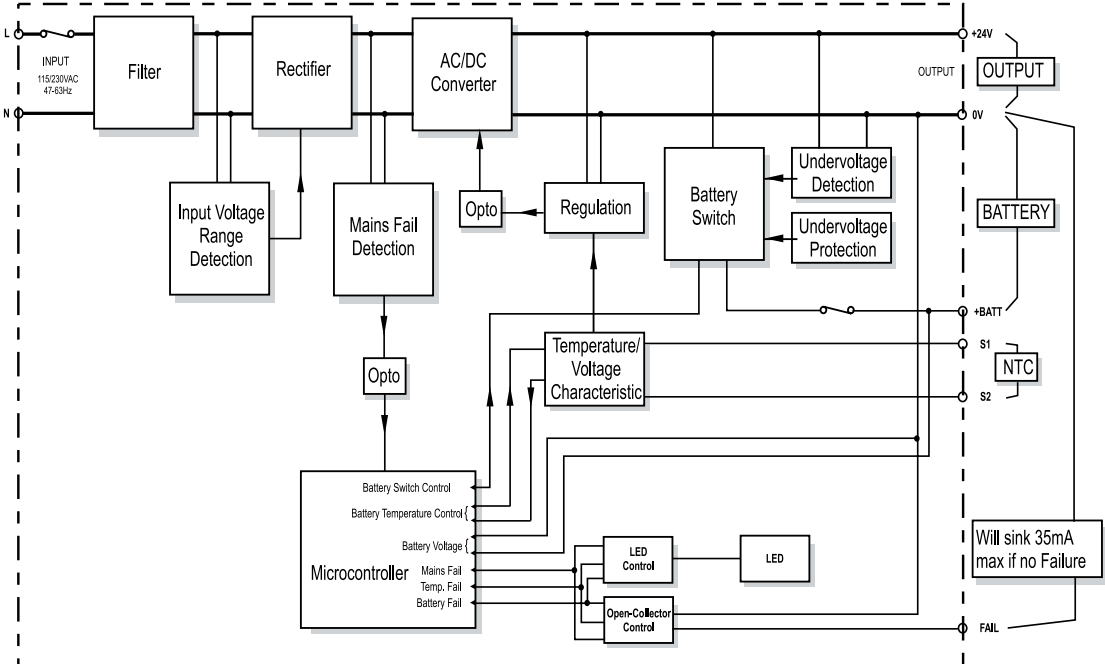 L
INPUT
115/230VAC
47-63Hz
N
Filter
Rectifier
AC/DC
Converter
OUTPUT
+24V
OUTPUT
0V
Input Voltage
Range
Detection
Mains Fail
Detection
Opto
Regulation
Battery
Switch
Undervoltage
Detection
Undervoltage
Protection
BATTERY
+BATT
Opto
Temperature/
Voltage
Characteristic
S1
NTC
S2
Microcontroller
Battery Switch Control
Battery Temperature Control {
Battery Voltage {
Mains Fail
Temp. Fail
Battery Fail
LED
Control
LED
Open-Collector
Control
Will sink 35mA
max if no Failure
FAIL